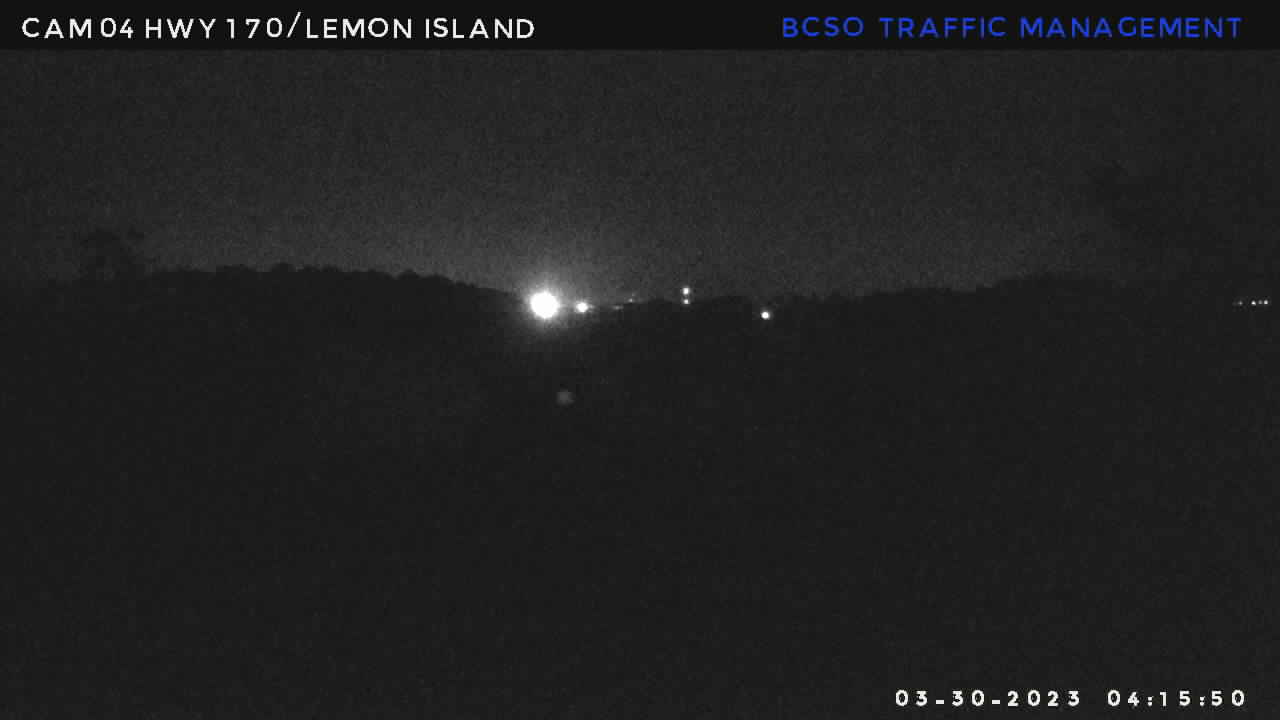 CAM04 HWY 170/LEMON ISLAND
BCSO TRAFFIC MANAGEMENT
03-30-2023 04:15:50